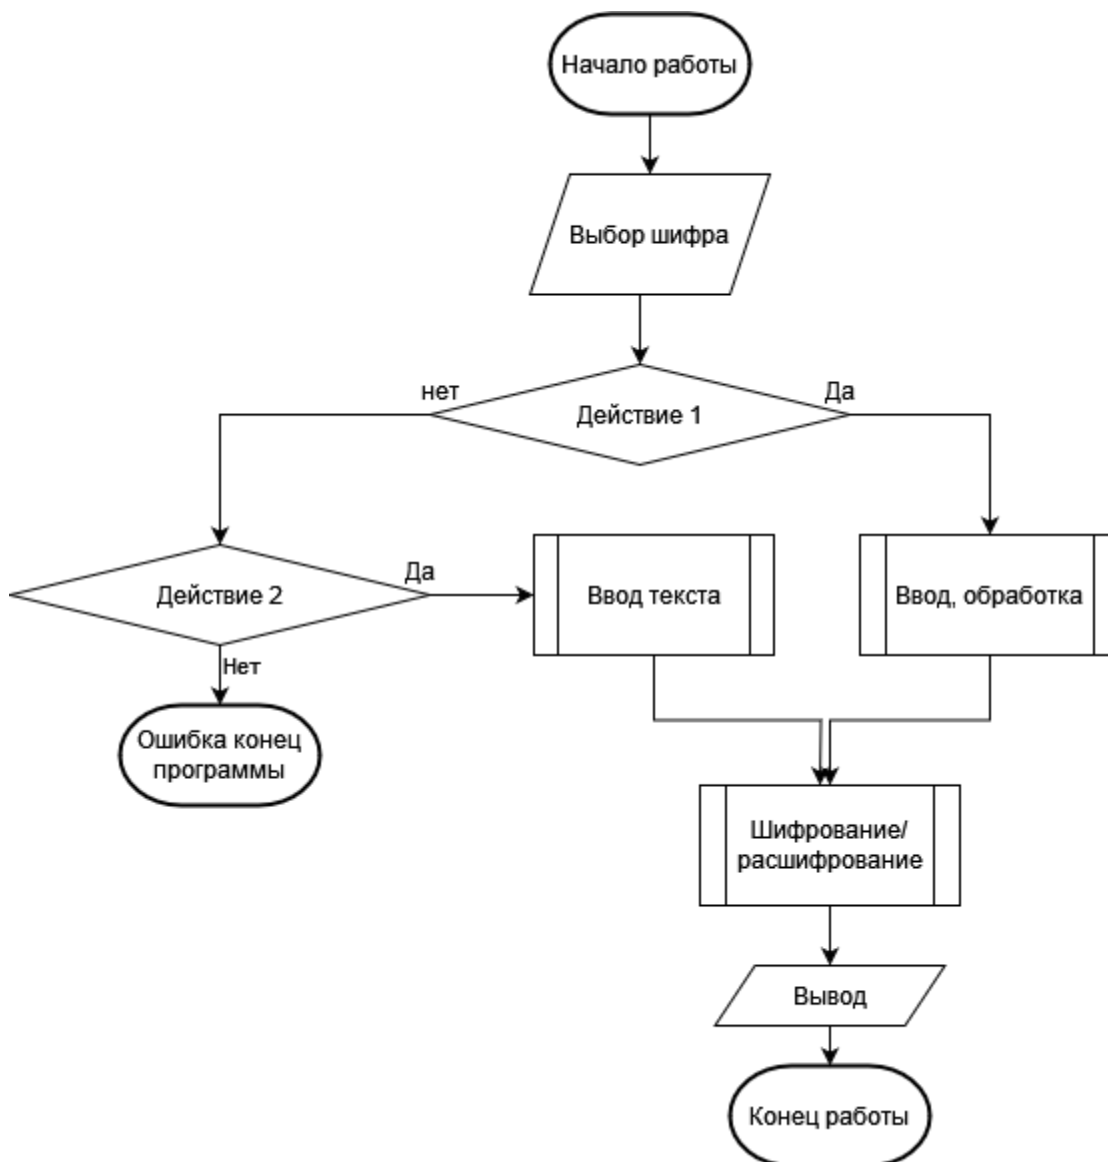 Начало работы
Выбор шифра
нет
Да
Действие 1
Действие 2
Да
Ввод текста
Ввод, обработка
Нет
Ошибка конец
программы
Шифрование/
расшифрование
Вывод
Конец работы